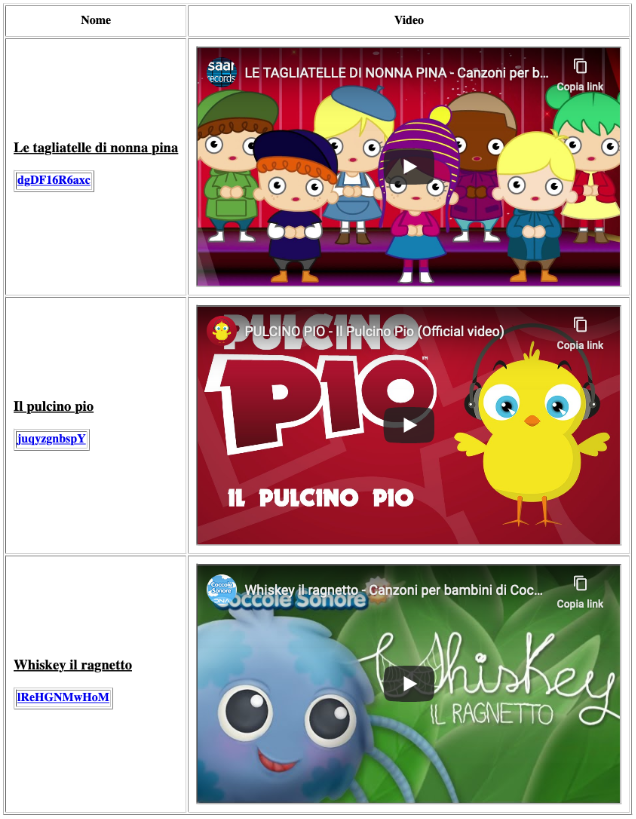 Nome
Video
Le tagliatelle di nonna pina
dgDF16R6axc
saar
records
LE TAGLIATELLE DI NONNA PINA - Canzoni per b...
Copia link
Il pulcino pio
juqyzgnbspY
PULCINO PIO - Il Pulcino Pio (Official video)
Copia link
PULCINO
PIO
™
IL PULCINO PIO
Whiskey il ragnetto
lReHGNMwHoM
Coccole
Sonore
Whiskey il ragnetto - Canzoni per bambini di Coc...
Copia link
Coccole Sonore
Whiskey
IL RAGNETTO